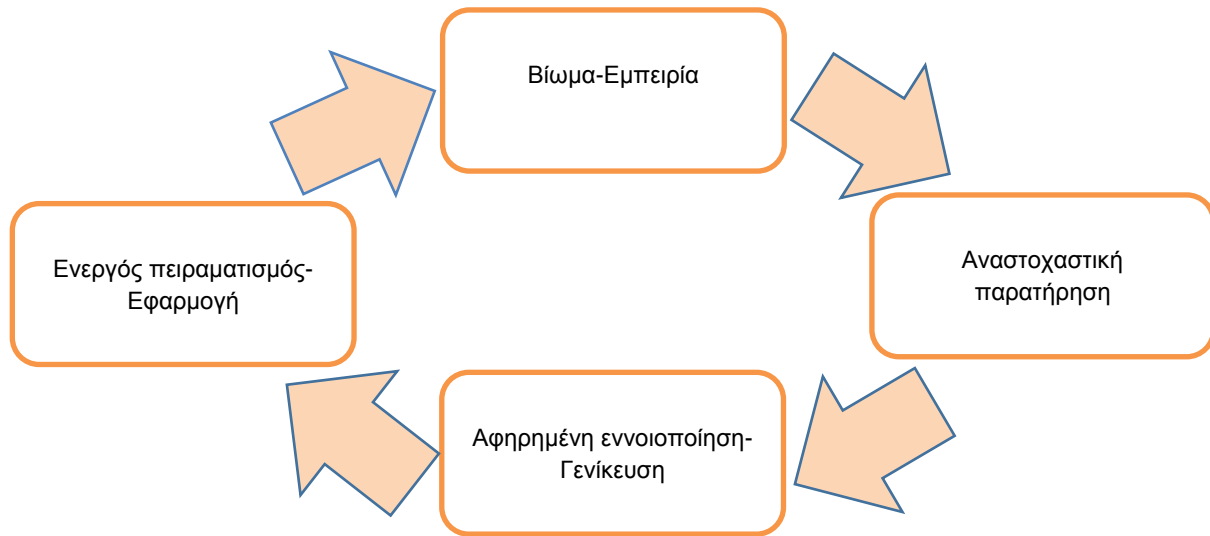 Βίωμα-Εμπειρία
Αναστοχαστική
παρατήρηση
Αφηρημένη εννοιοποίηση-
Γενίκευση
Ενεργός πειραματισμός-
Εφαρμογή